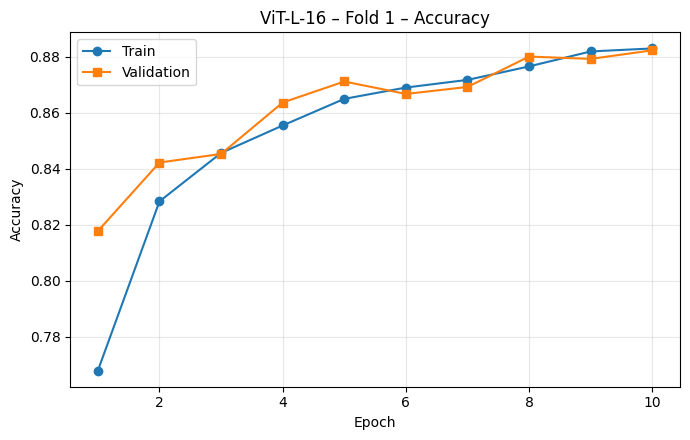 ViT-L-16 – Fold 1 – Accuracy
Train
Validation
0.88
0.86
0.84
0.82
0.80
0.78
Accuracy
2 4 6 8 10
Epoch